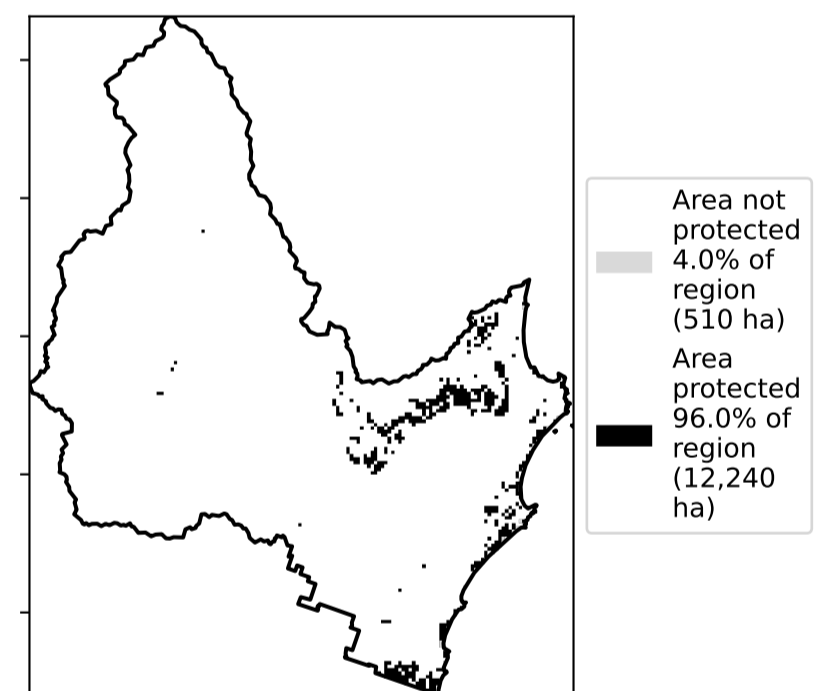 Area not
protected
4.0% of
region
(510 ha)
Area
protected
96.0% of
region
(12,240
ha)